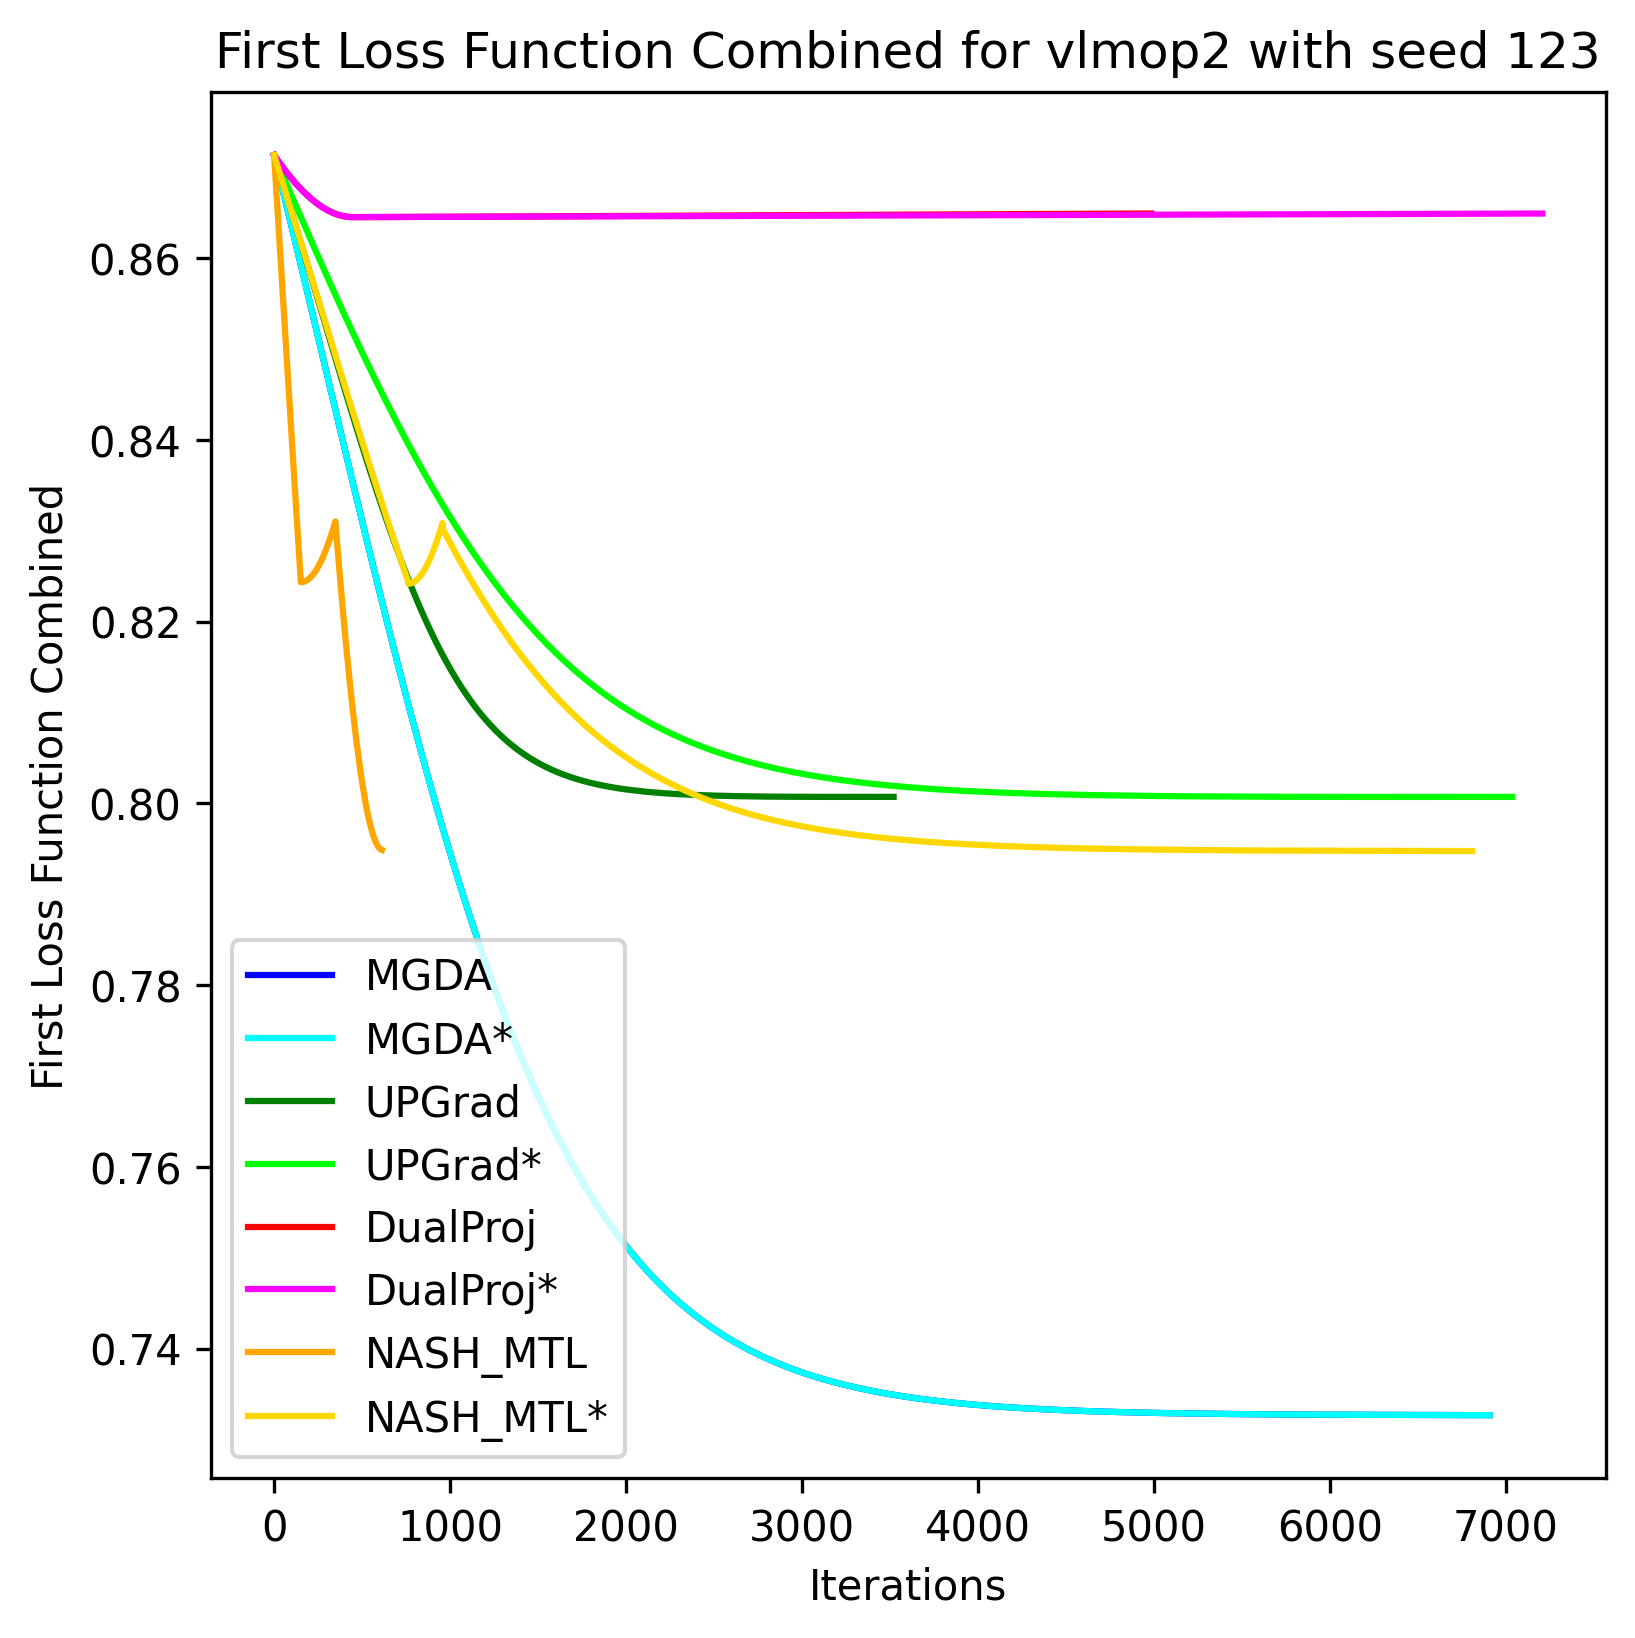 First Loss Function Combined for vlmop2 with seed 123
First Loss Function Combined
0.86
0.84
0.82
0.80
0.78
0.76
0.74
MGDA
MGDA*
UPGrad
UPGrad*
DualProj
DualProj*
NASH_MTL
NASH_MTL*
0 1000 2000 3000 4000 5000 6000 7000
Iterations